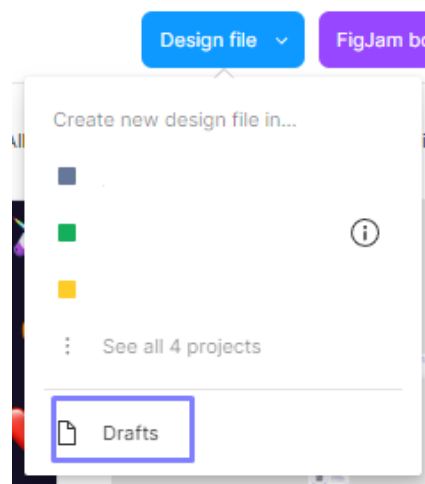 Design file
FigJam bo
Create new design file in...
See all 4 projects
Drafts